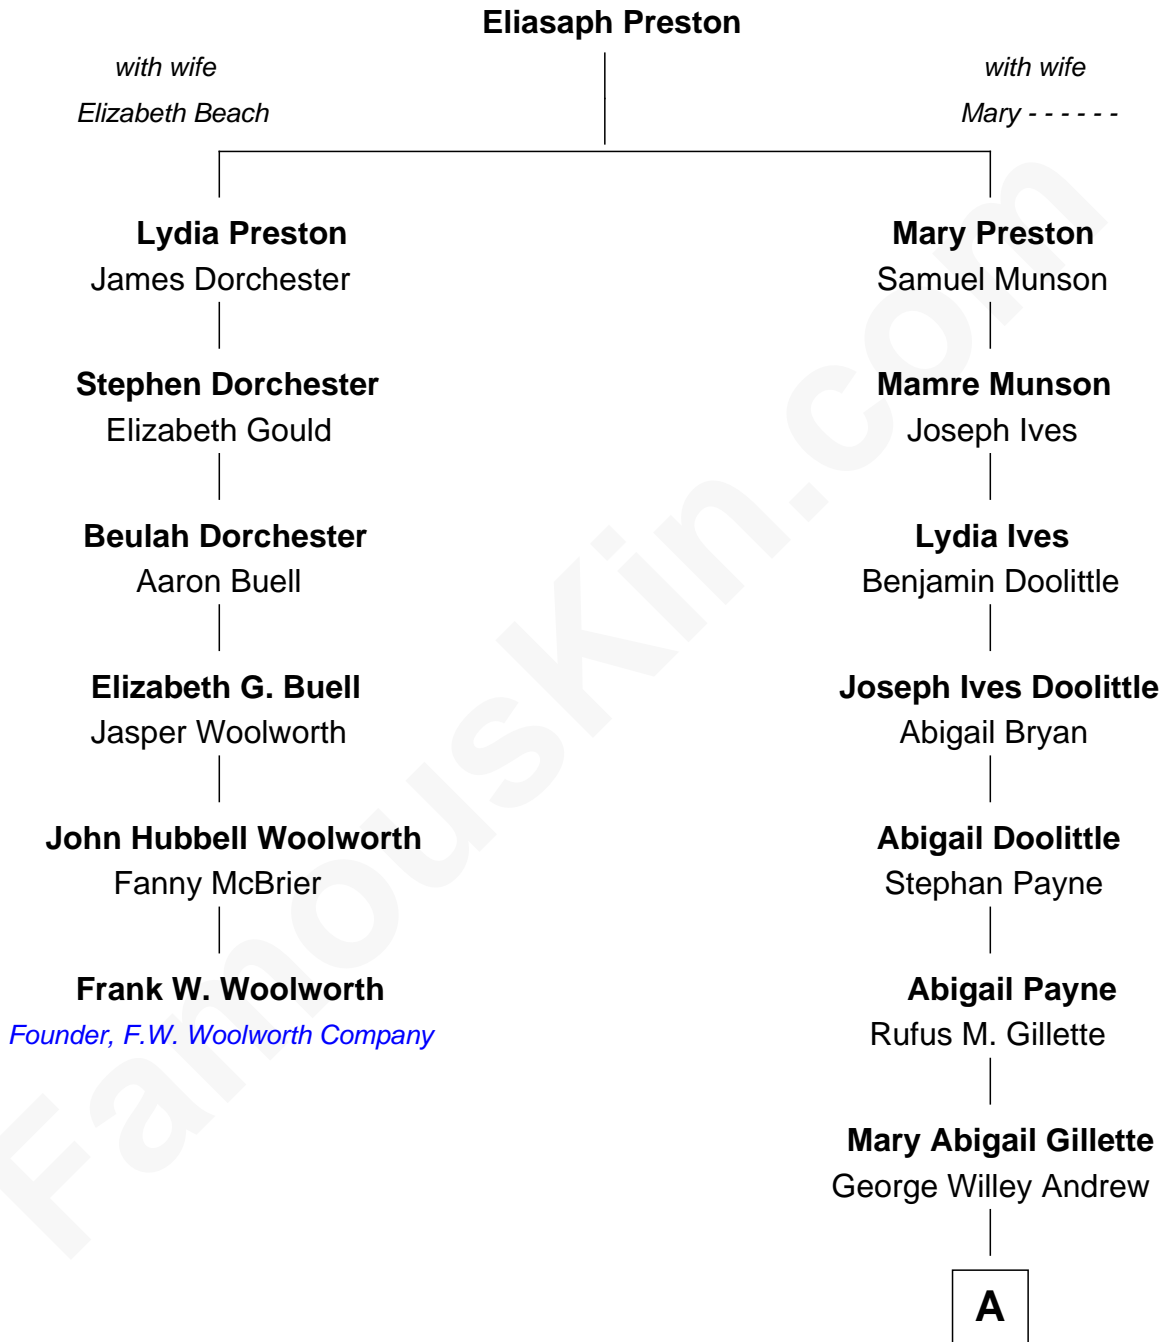 Eliasaph Preston
with wife
Elizabeth Beach
with wife
Mary - - - - - -
Lydia Preston
James Dorchester
Stephen Dorchester
Elizabeth Gould
Beulah Dorchester
Aaron Buell
Elizabeth G. Buell
Jasper Woolworth
John Hubbell Woolworth
Fanny McBrier
Frank W. Woolworth
Founder, F.W. Woolworth Company
Mary Preston
Samuel Munson
Mamre Munson
Joseph Ives
Lydia Ives
Benjamin Doolittle
Joseph Ives Doolittle
Abigail Bryan
Abigail Doolittle
Stephan Payne
Abigail Payne
Rufus M. Gillette
Mary Abigail Gillette
George Willey Andrew
A
FamousKin.com